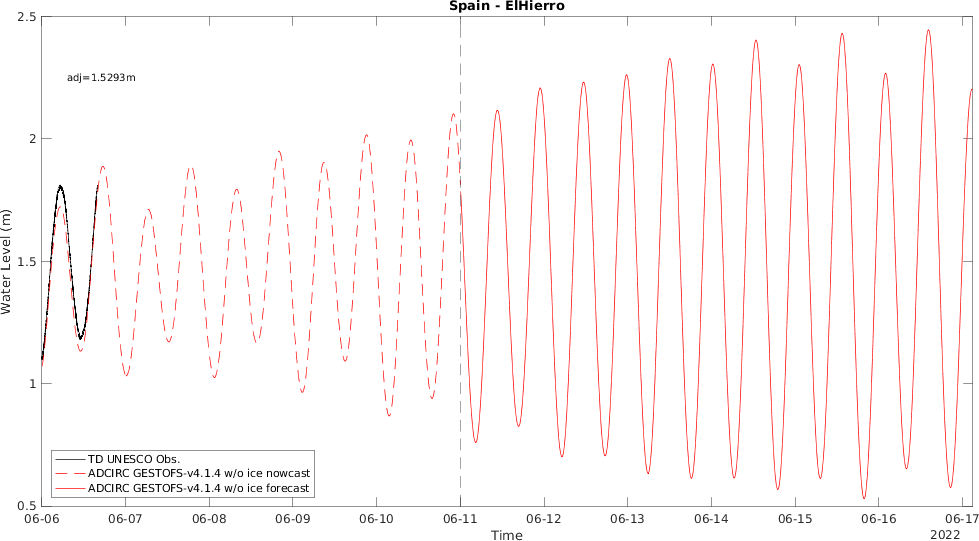 Spain - ElHierro
2.5
adj=1.5293m
2
1.5
Water Level (m)
1
TD UNESCO Obs.
ADCIRC GESTOFS-v4.1.4 w/o ice nowcast
ADCIRC GESTOFS-v4.1.4 w/o ice forecast
0.5
06-06 06-07 06-08 06-09 06-10 06-11 06-12 06-13 06-14 06-15 06-16 06-17
Time
2022